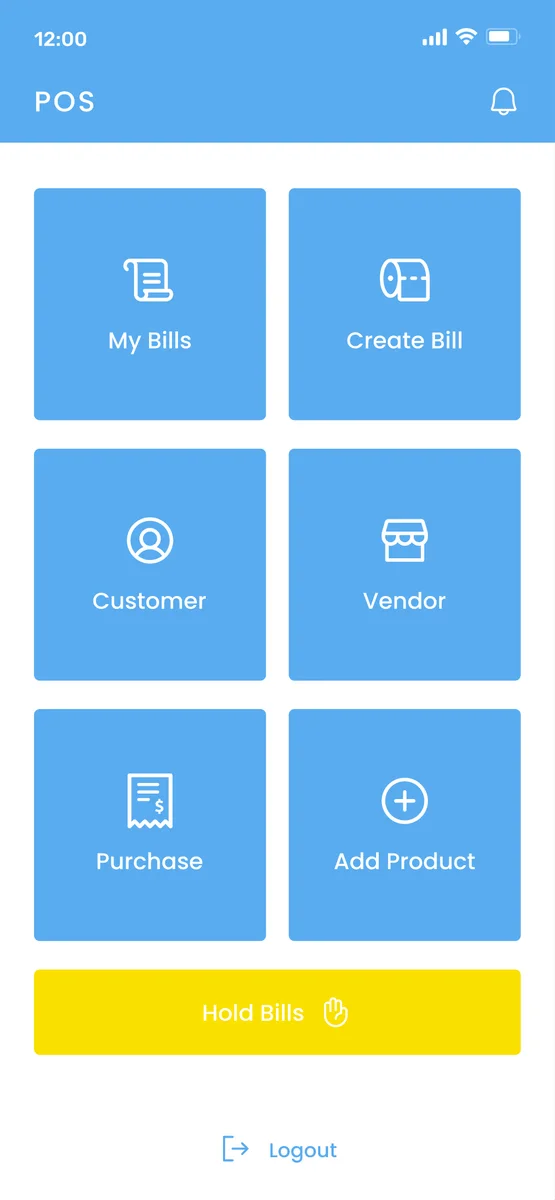 12:00
POS
My Bills
Create Bill
Customer
Vendor
$
Purchase
Add Product
Hold Bills
Logout